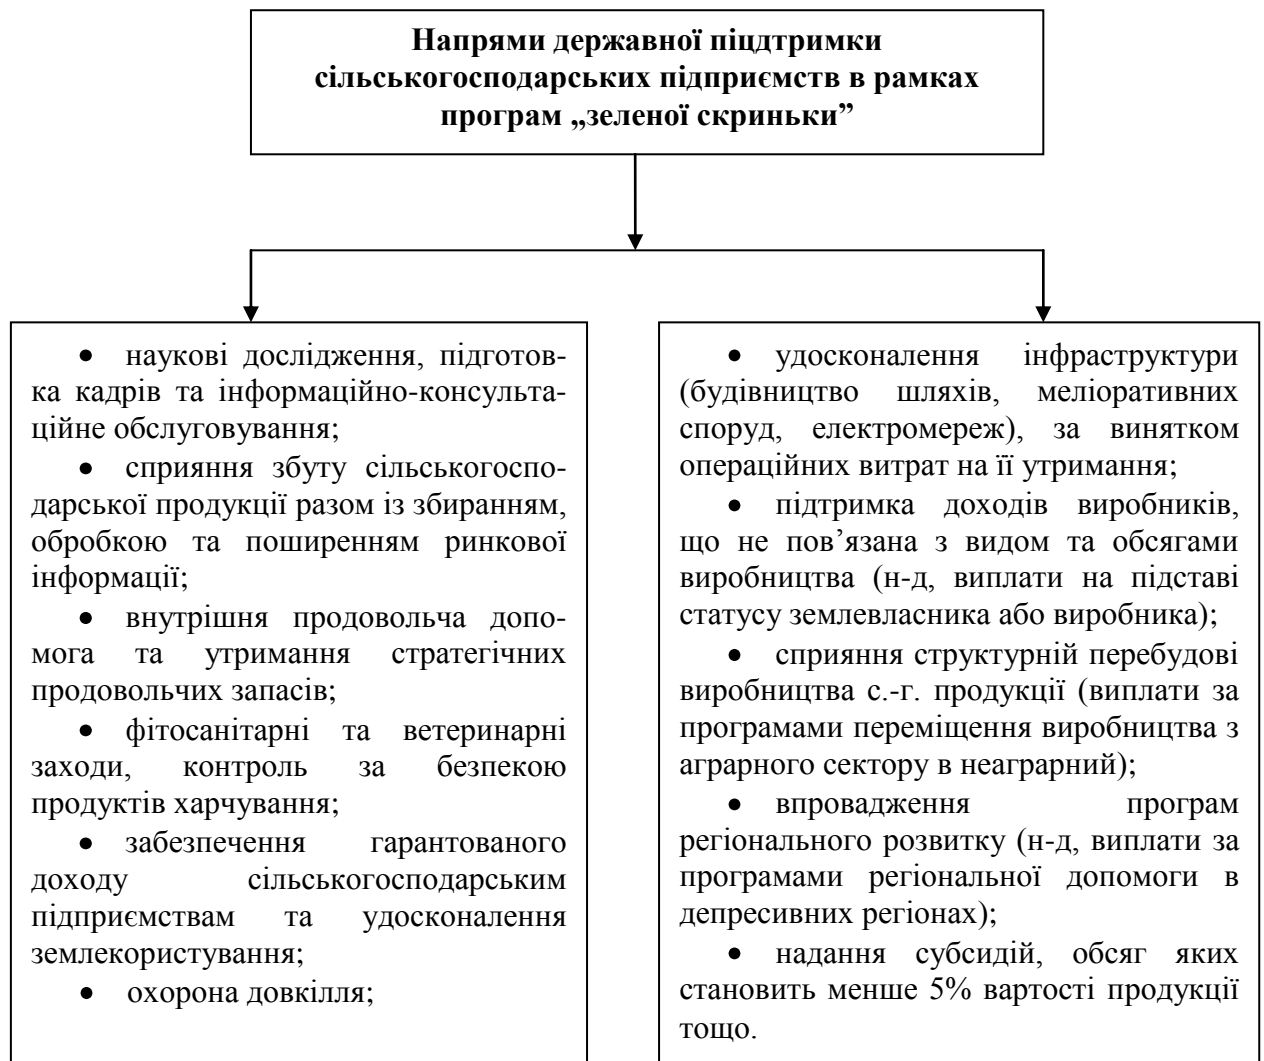 Напрями державної піцдтримки
сільськогосподарських підприємств в рамках
програм „зеленої скриньки”
• наукові дослідження, підготов-
ка кадрів та інформаційно-консульта-
ційне обслуговування;
• сприяння збуту сільськогоспо-
дарської продукції разом із збиранням,
обробкою та поширенням ринкової
інформації;
• внутрішня продовольча допо-
мога та утримання стратегічних
продовольчих запасів;
• фітосанітарні та ветеринарні
заходи, контроль за безпекою
продуктів харчування;
• забезпечення гарантованого
доходу сільськогосподарським
підприємствам та удосконалення
землекористування;
• охорона довкілля;
• удосконалення інфраструктури
(будівництво шляхів, меліоративних
споруд, електромереж), за винятком
операційних витрат на її утримання;
• підтримка доходів виробників,
що не пов’язана з видом та обсягами
виробництва (н-д, виплати на підставі
статусу землевласника або виробника);
• сприяння структурній перебудові
виробництва с.-г. продукції (виплати за
програмами переміщення виробництва з
аграрного сектору в неаграрний);
• впровадження програм
регіонального розвитку (н-д, виплати за
програмами регіональної допомоги в
депресивних регіонах);
• надання субсидій, обсяг яких
становить менше 5% вартості продукції
тощо.